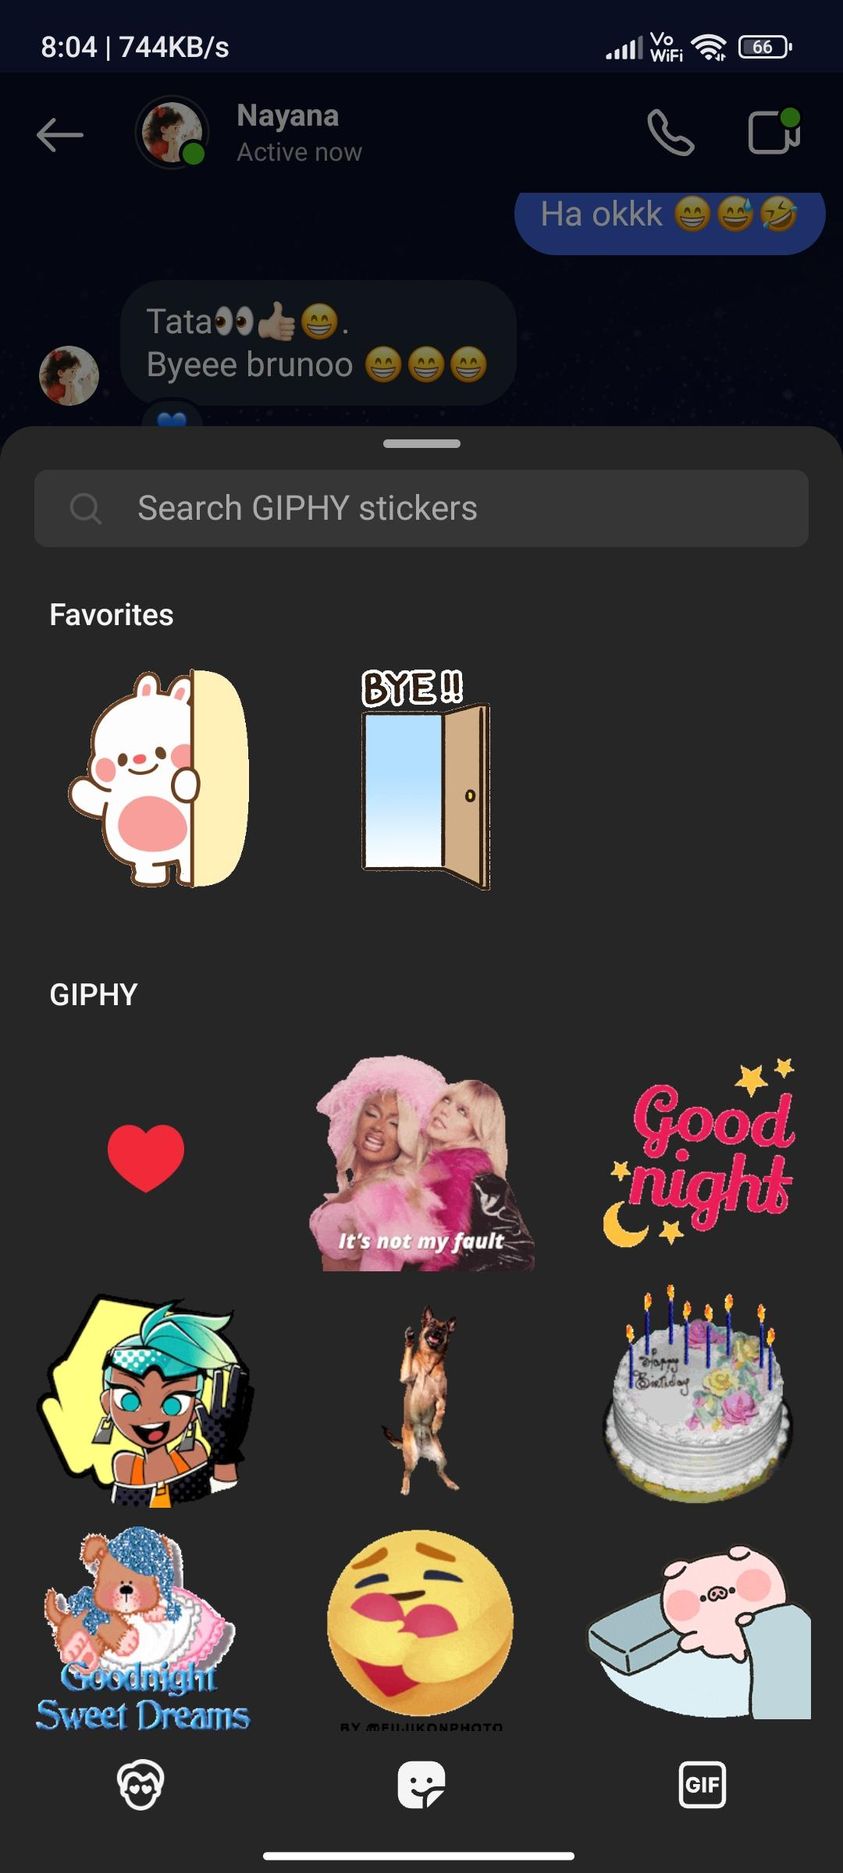 8:04 | 744KB/s
Vo
WiFi
66
Nayana
Active now
Ha okkk 😁😅🤣
Tata👀👍🏻😁.
Byeee brunoo 😁😁😁
Search GIPHY stickers
Favorites
BYE!!
GIPHY
It's not my fault
Good
night
Happy
Birthday
Goodnight
Sweet Dreams
BY @FUJIKONPHOTO
GIF